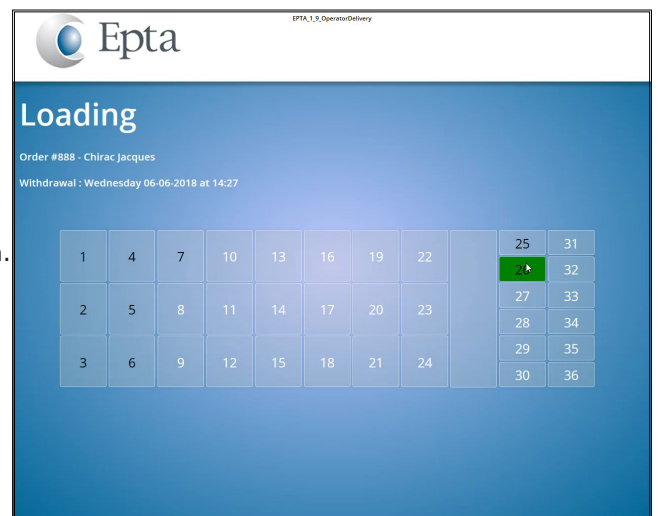 EPTA_1_9_OperatorDelivery
Epta
Loading
Order #888 - Chirac Jacques
Withdrawal : Wednesday 06-06-2018 at 14:27
1 4 7 10 13 16 19 22 25 31
26 32
2 5 8 11 14 17 20 23 27 33
28 34
3 6 9 12 15 18 21 24 29 35
30 36